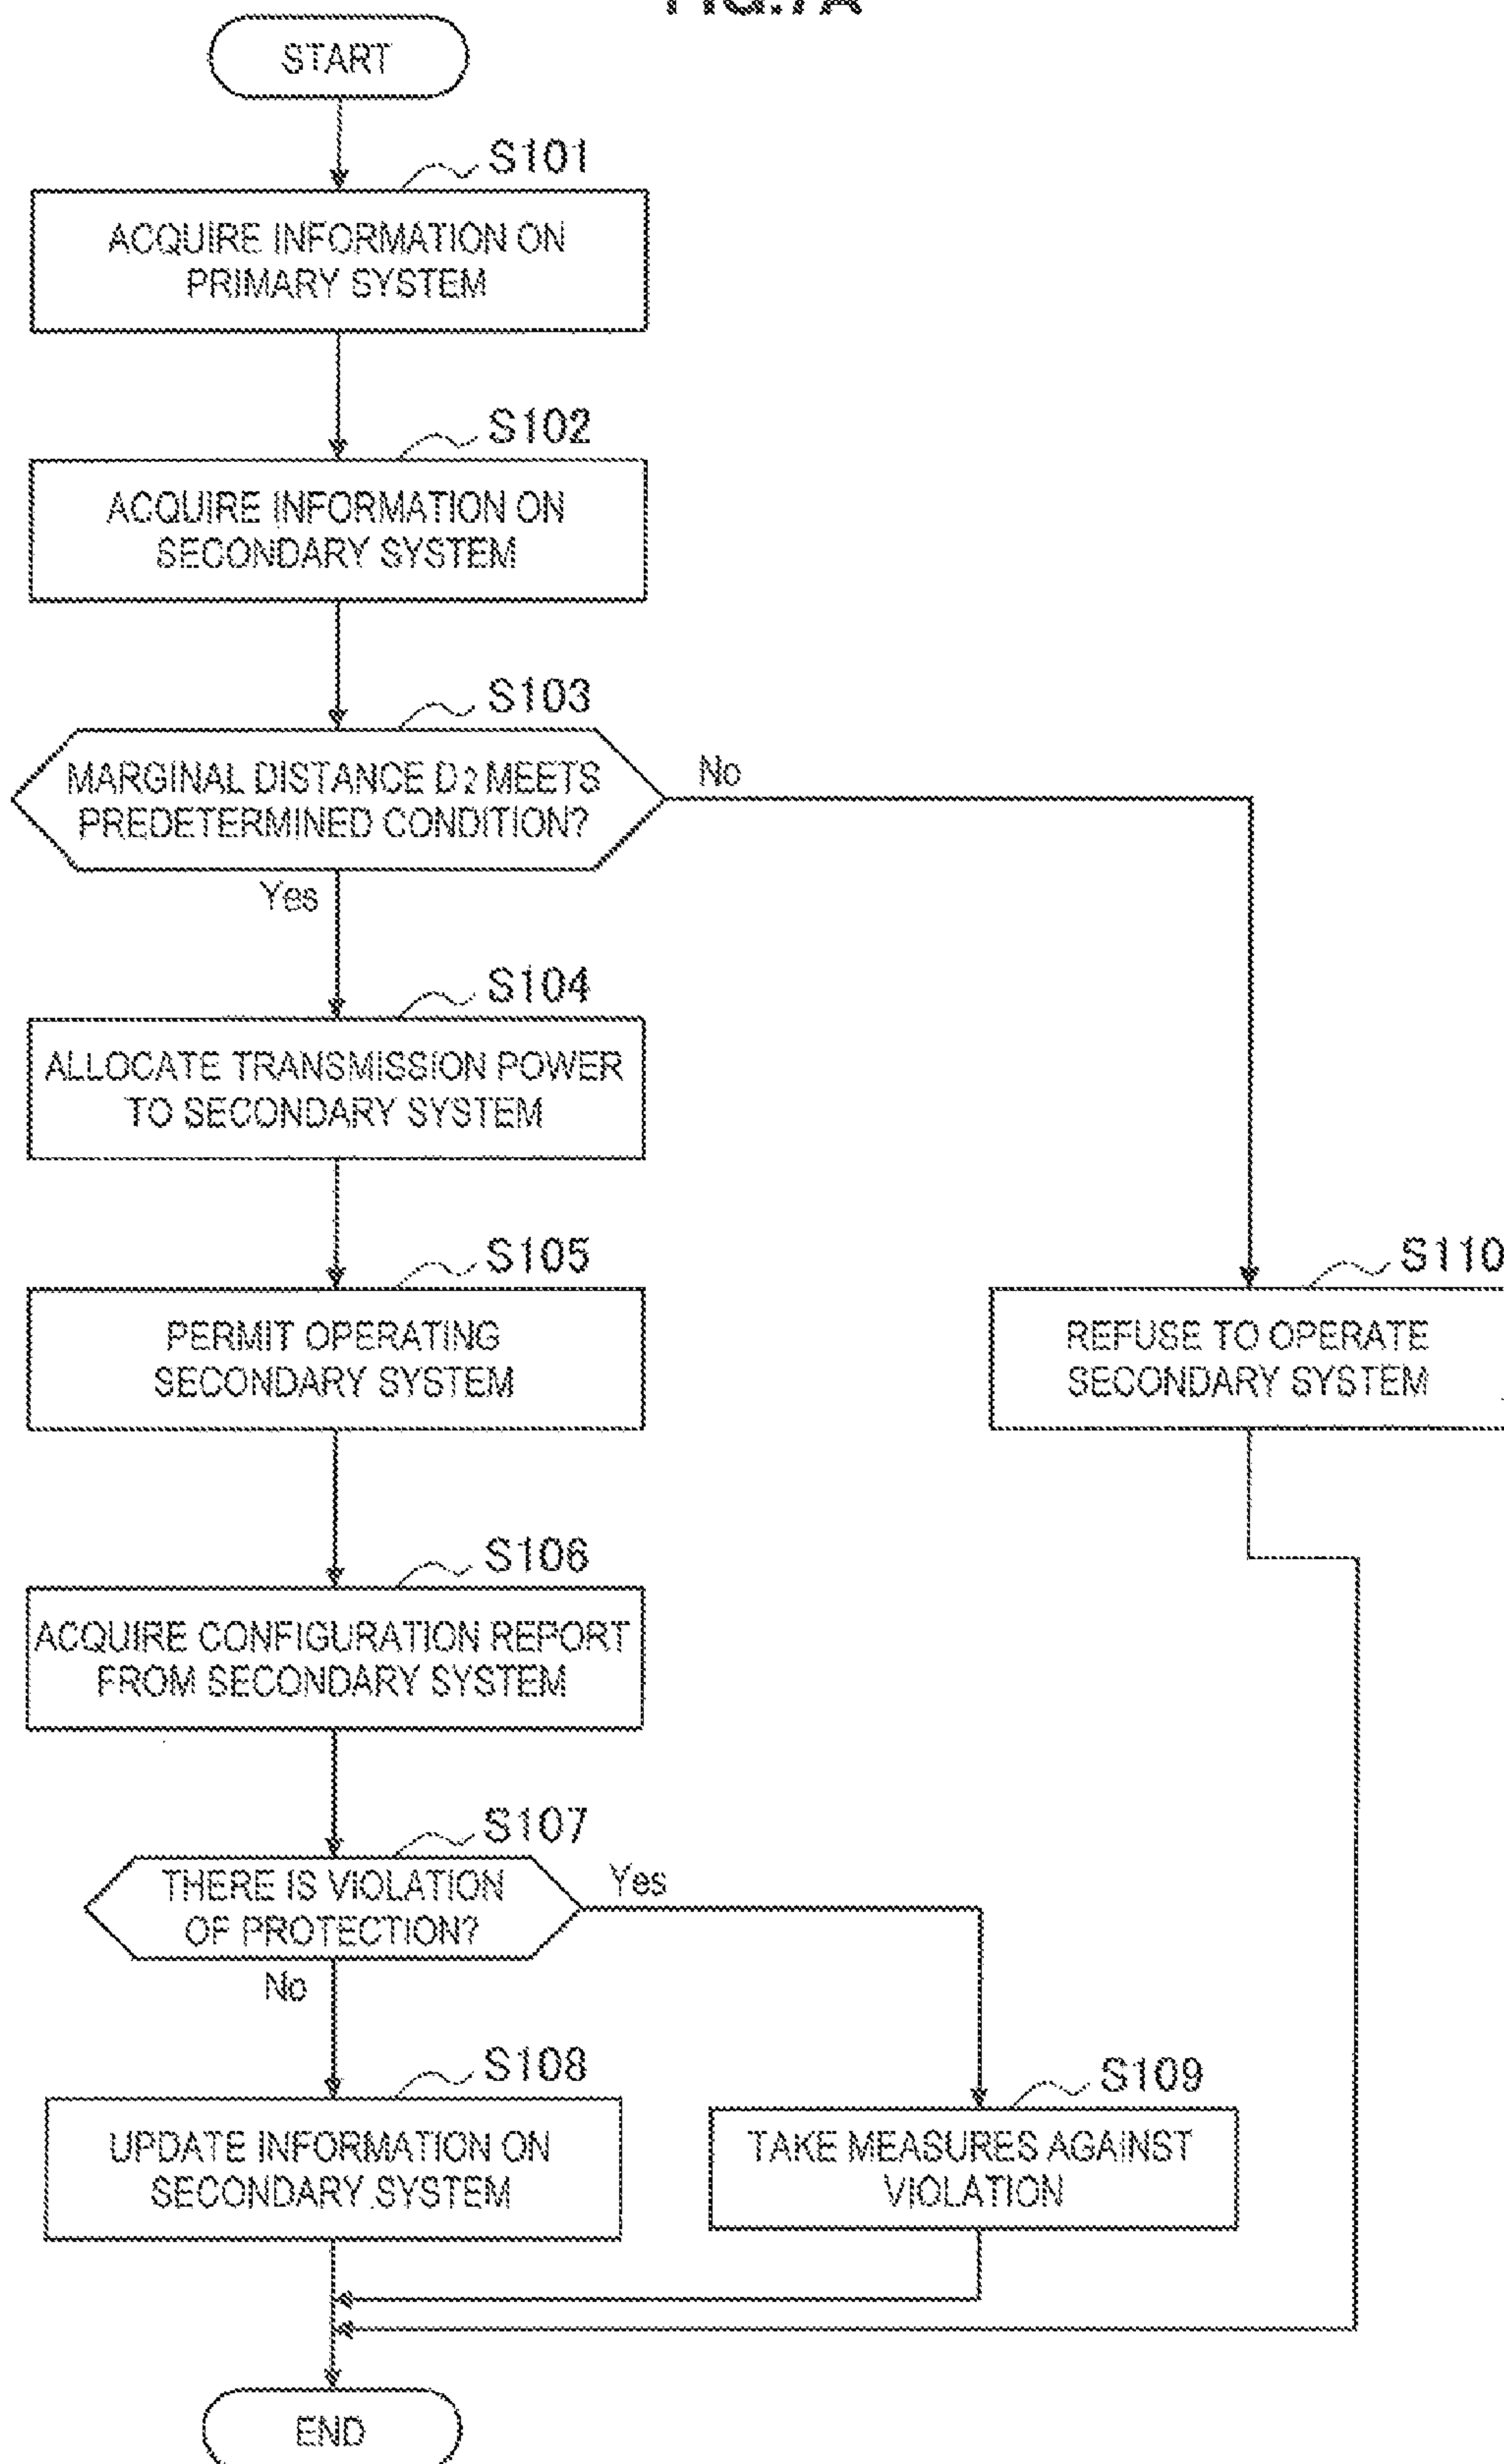 FIG.7A
START
S101
ACQUIRE INFORMATION ON
PRIMARY SYSTEM
S102
ACQUIRE INFORMATION ON
SECONDARY SYSTEM
S103
MARGINAL DISTANCE D2 MEETS
PREDETERMINED CONDITION?
No
Yes
S104
ALLOCATE TRANSMISSION POWER
TO SECONDARY SYSTEM
S105
PERMIT OPERATING
SECONDARY SYSTEM
S110
REFUSE TO OPERATE
SECONDARY SYSTEM
S106
ACQUIRE CONFIGURATION REPORT
FROM SECONDARY SYSTEM
S107
THERE IS VIOLATION
OF PROTECTION?
Yes
No
S108
UPDATE INFORMATION ON
SECONDARY SYSTEM
S109
TAKE MEASURES AGAINST
VIOLATION
END